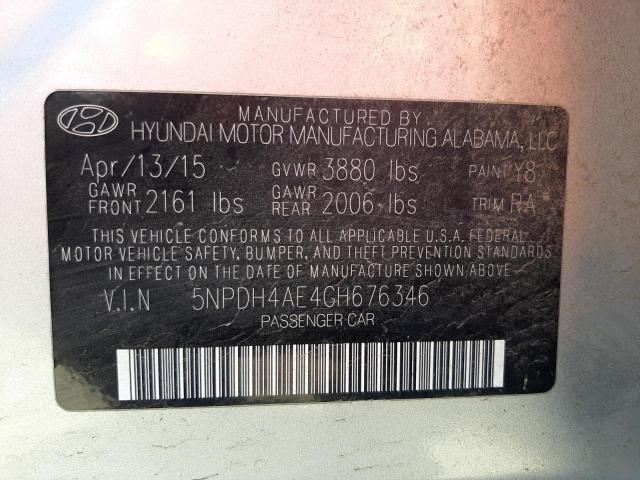 MANUFACTURED BY
HYUNDAI MOTOR MANUFACTURING ALABAMA, LLC
Apr/13/15 GVWR 3880 lbs PAINT Y8
GAWR FRONT 2161 lbs GAWR REAR 2006 lbs TRIM RA
THIS VEHICLE CONFORMS TO ALL APPLICABLE U.S.A. FEDERAL
MOTOR VEHICLE SAFETY, BUMPER, AND THEFT PREVENTION STANDARDS
IN EFFECT ON THE DATE OF MANUFACTURE SHOWN ABOVE.
V.I.N 5NPDH4AE4GH676346
PASSENGER CAR